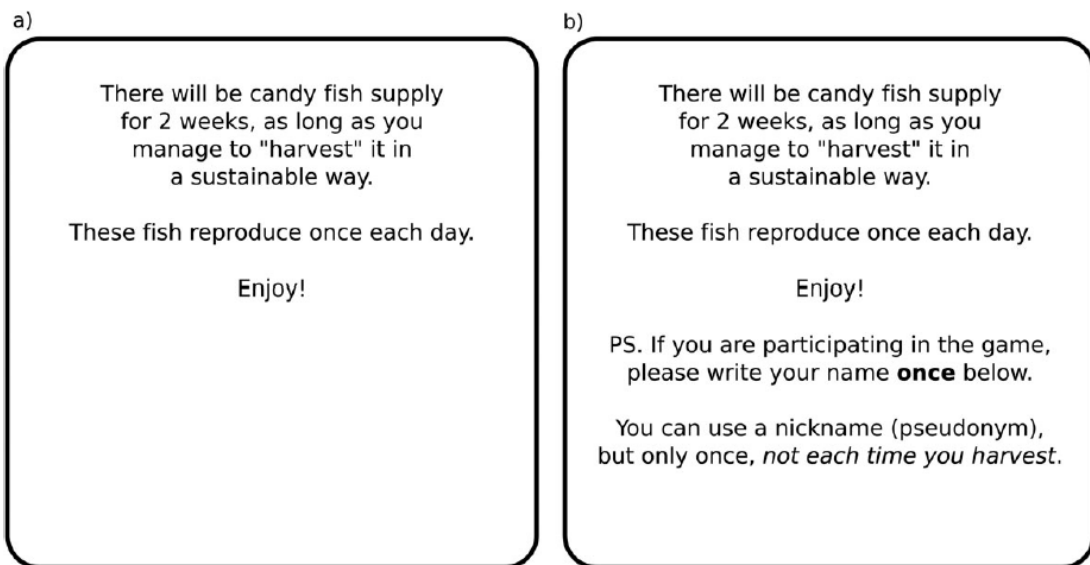 a)
There will be candy fish supply
for 2 weeks, as long as you
manage to "harvest" it in
a sustainable way.
These fish reproduce once each day.
Enjoy!
b)
There will be candy fish supply
for 2 weeks, as long as you
manage to "harvest" it in
a sustainable way.
These fish reproduce once each day.
Enjoy!
PS. If you are participating in the game,
please write your name once below.
You can use a nickname (pseudonym),
but only once, not each time you harvest.